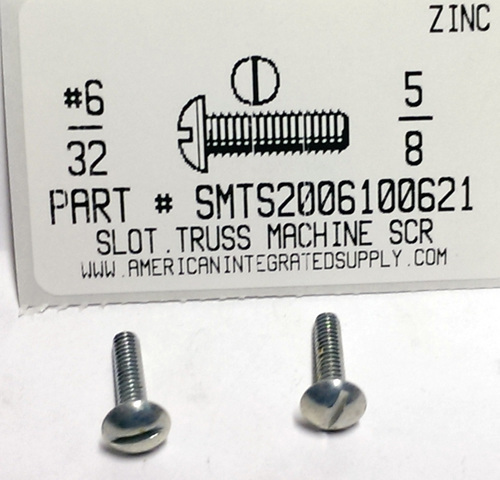 ZINC
#6
32
5
8
PART # SMTS2006100621
SLOT.TRUSS MACHINE SCR
WWW.AMERICANINTEGRATEDSUPPLY.COM